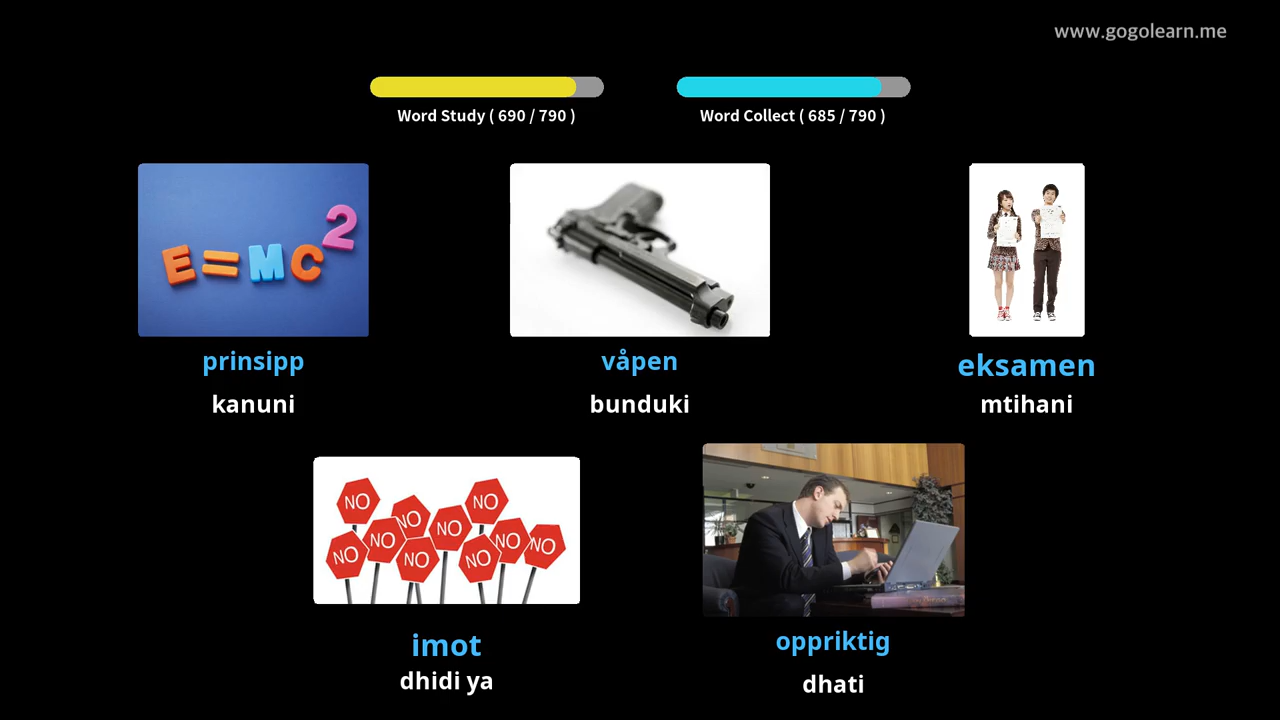 www.gogolearn.me
Word Study ( 690 / 790 )
Word Collect ( 685 / 790 )
E=MC2
prinsipp
kanuni
våpen
bunduki
eksamen
mtihani
NO
NO
NO
NO
NO
NO
NO
NO
NO
NO
imot
dhidi ya
oppriktig
dhati